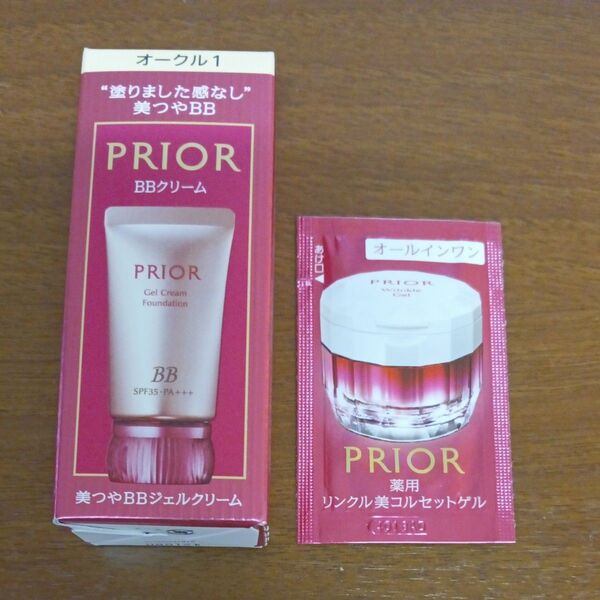 オークル1
“塗りました感なし”
美つやBB
PRIOR
BBクリーム
PRIOR
Gel Cream
Foundation
BB
SPF35・PA+++
美つやBBジェルクリーム
オールインワン
あけ口
PRIOR
Wrinkle
Gel
PRIOR
薬用
リンクル美コルセットゲル